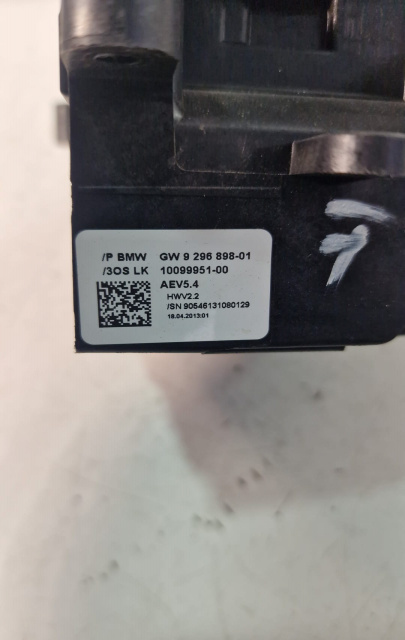 /P BMW GW 9 296 898-01
/3OS LK 10099951-00
AEV5.4
HWV2.2
/SN 90546131080129
18.04.2013:01